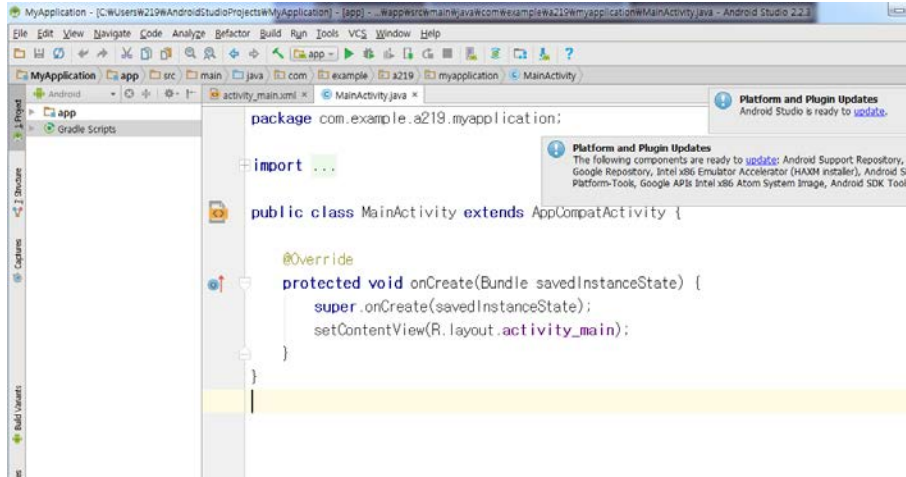 MyApplication - [C:₩Users₩219₩AndroidStudioProjects₩MyApplication] - [app] - ...₩app₩src₩main₩java₩com₩example₩a219₩myapplication₩MainActivity.java - Android Studio 2.2.3
File Edit View Navigate Code Analyze Refactor Build Run Tools VCS Window Help
app
MyApplication app src main java com example a219 myapplication MainActivity
Android
activity_main.xml
MainActivity.java
1: Project
app
Gradle Scripts
Z: Structure
Captures
Build Variants
package com.example.a219.myapplication;
import ...
public class MainActivity extends AppCompatActivity {
@Override
protected void onCreate(Bundle savedInstanceState) {
super.onCreate(savedInstanceState);
setContentView(R.layout.activity_main);
}
}
Platform and Plugin Updates
Android Studio is ready to update.
Platform and Plugin Updates
The following components are ready to update: Android Support Repository,
Google Repository, Intel x86 Emulator Accelerator (HAXM installer), Android S
Platform-Tools, Google APIs Intel x86 Atom System Image, Android SDK Tool